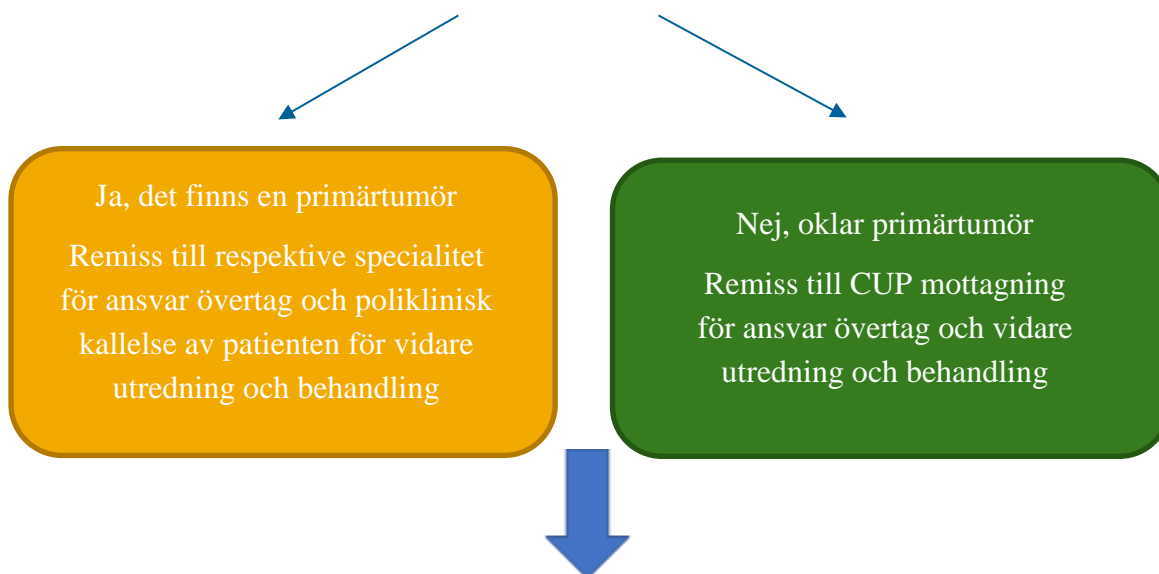 Ja, det finns en primärtumör
Remiss till respektive specialitet
för ansvar övertag och poliklinisk
kallelse av patienten för vidare
utredning och behandling
Nej, oklar primärtumör
Remiss till CUP mottagning
för ansvar övertag och vidare
utredning och behandling